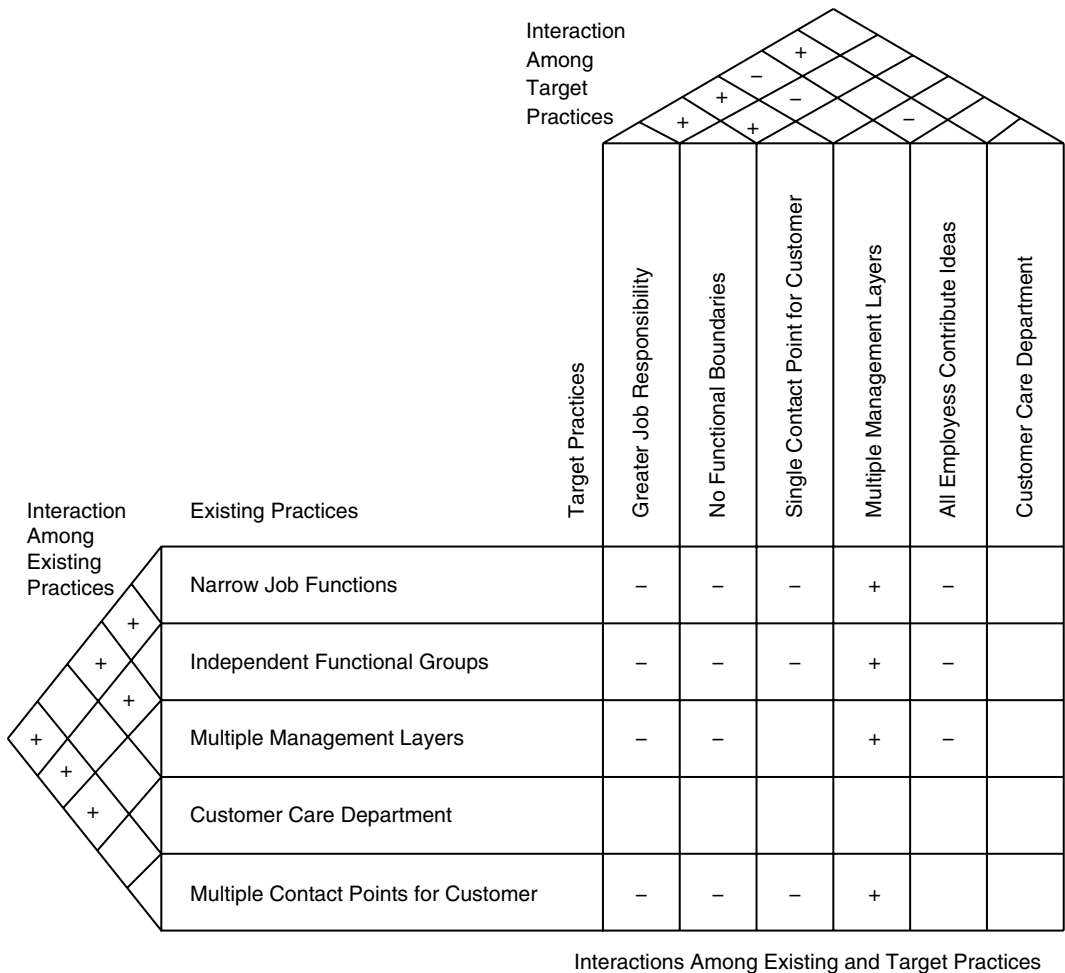 Interaction
Among
Target
Practices
+
–
+
+ –
+ + –
Target Practices
Greater Job Responsibility
No Functional Boundaries
Single Contact Point for Customer
Multiple Management Layers
All Employess Contribute Ideas
Customer Care Department
Interaction
Among
Existing
Practices
Existing Practices
Narrow Job Functions – – – + –
+
Independent Functional Groups – – – + –
+
+
Multiple Management Layers – – + –
+
+
Customer Care Department
+
Multiple Contact Points for Customer – – – +
Interactions Among Existing and Target Practices